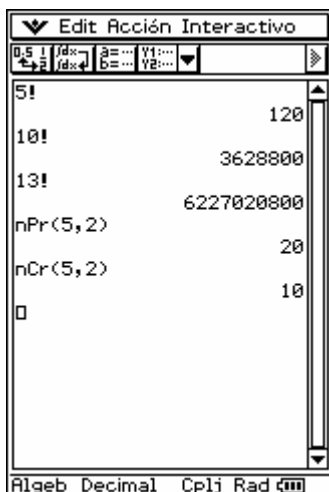 Edit Acción Interactivo
5!
120
10!
3628800
13!
6227020800
nPr(5,2)
20
nCr(5,2)
10
Algeb Decimal Cplj Rad